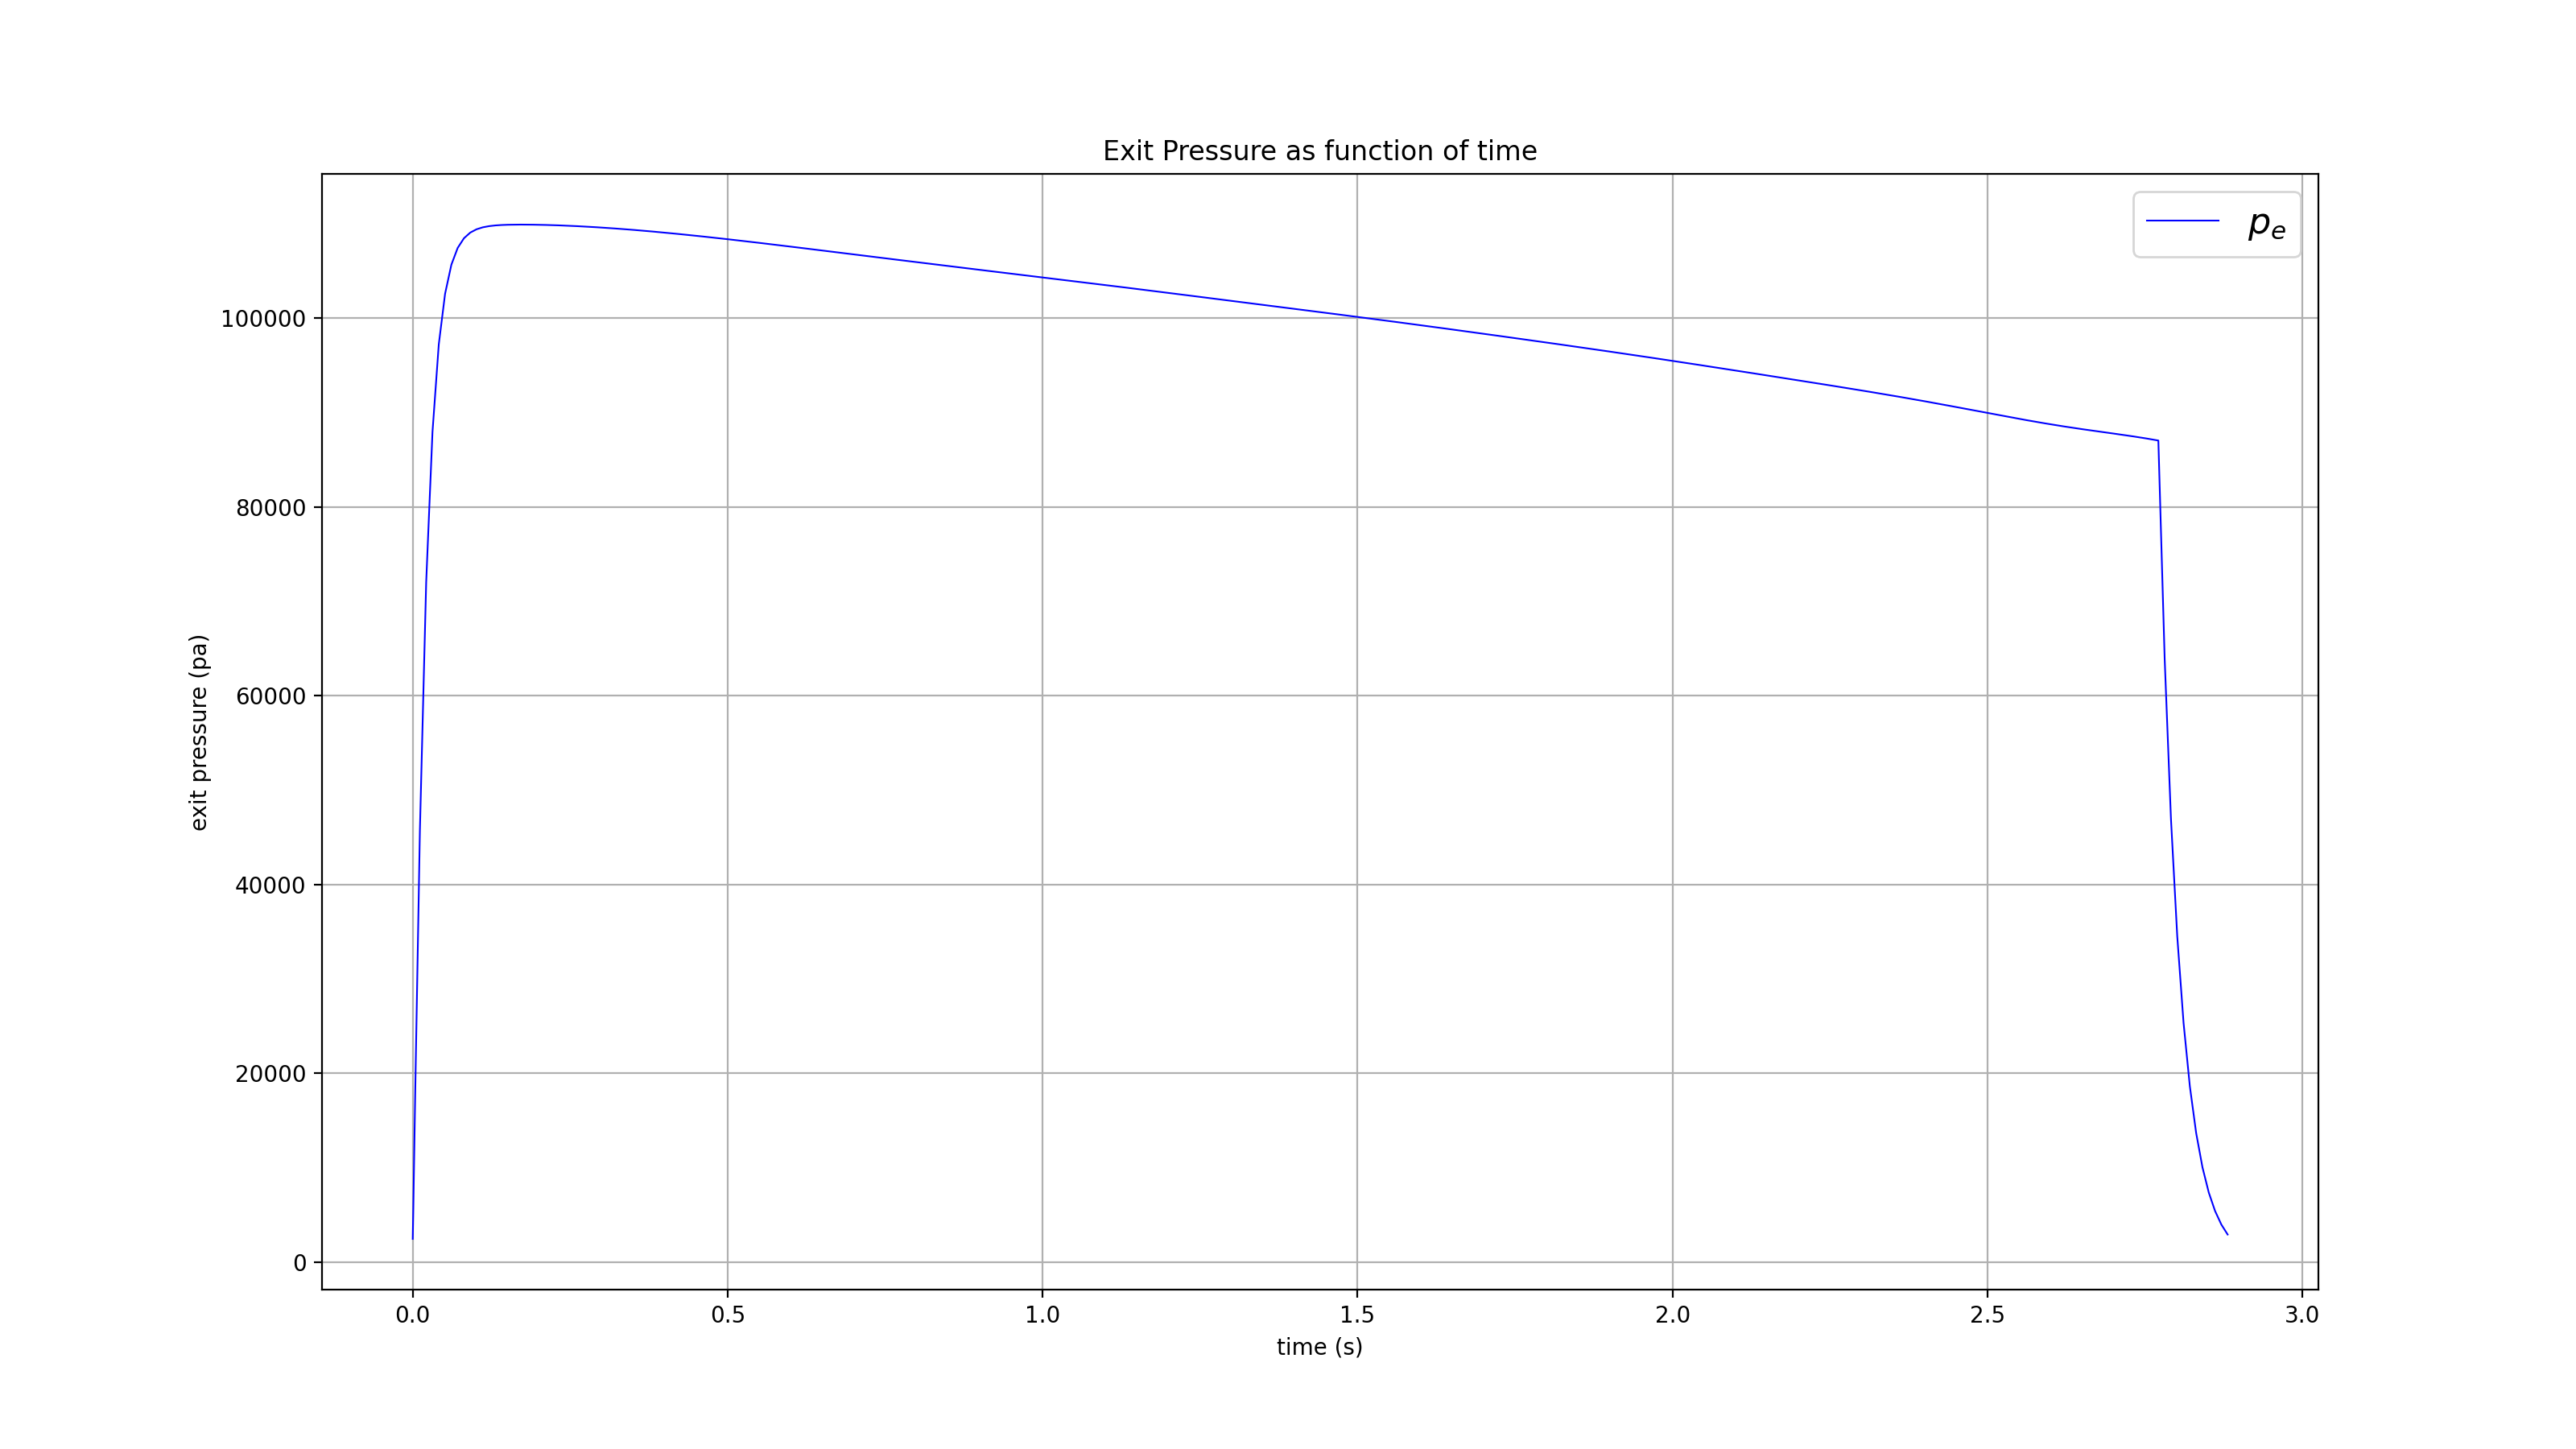 Exit Pressure as function of time
pₑ
100000
80000
60000
40000
20000
0
exit pressure (pa)
0.0 0.5 1.0 1.5 2.0 2.5 3.0
time (s)